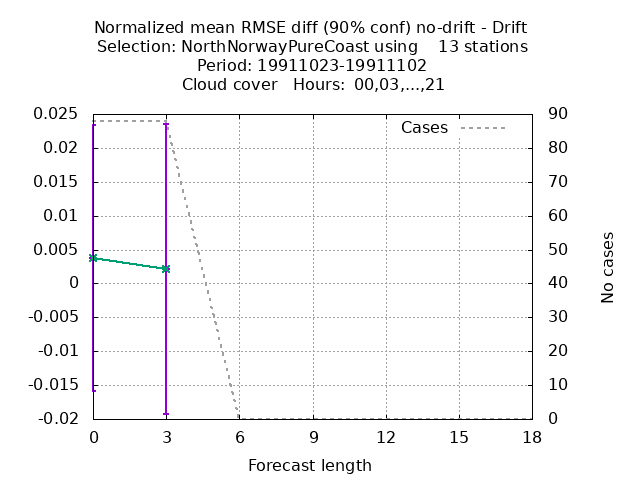 Normalized mean RMSE diff (90% conf) no-drift - Drift
Selection: NorthNorwayPureCoast using    13 stations
Period: 19911023-19911102
Cloud cover   Hours:  00,03,...,21
0.025
0.02
0.015
0.01
0.005
0
-0.005
-0.01
-0.015
-0.02
Cases
90
80
70
60
50
40
30
20
10
0
No cases
0 3 6 9 12 15 18
Forecast length